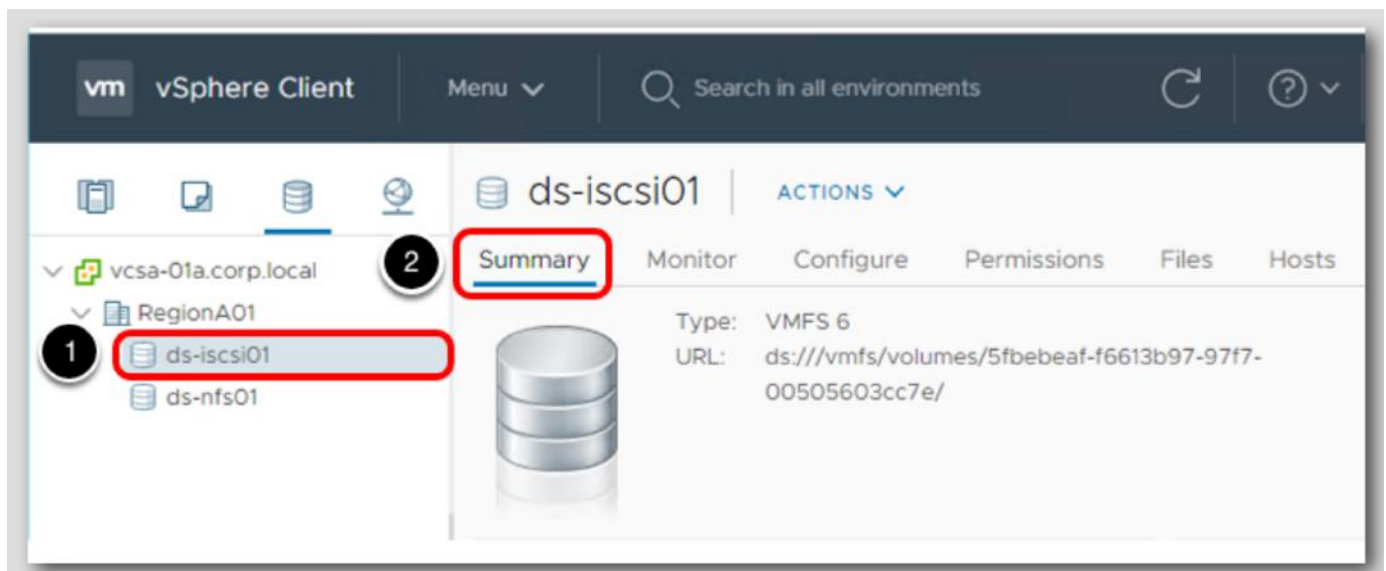 vm vSphere Client Menu Search in all environments ?
ds-iscsi01 ACTIONS
2 Summary Monitor Configure Permissions Files Hosts
vcsa-01a.corp.local
RegionA01
1 ds-iscsi01
ds-nfs01
Type: VMFS 6
URL: ds:///vmfs/volumes/5fbebeaf-f6613b97-97f7-
00505603cc7e/